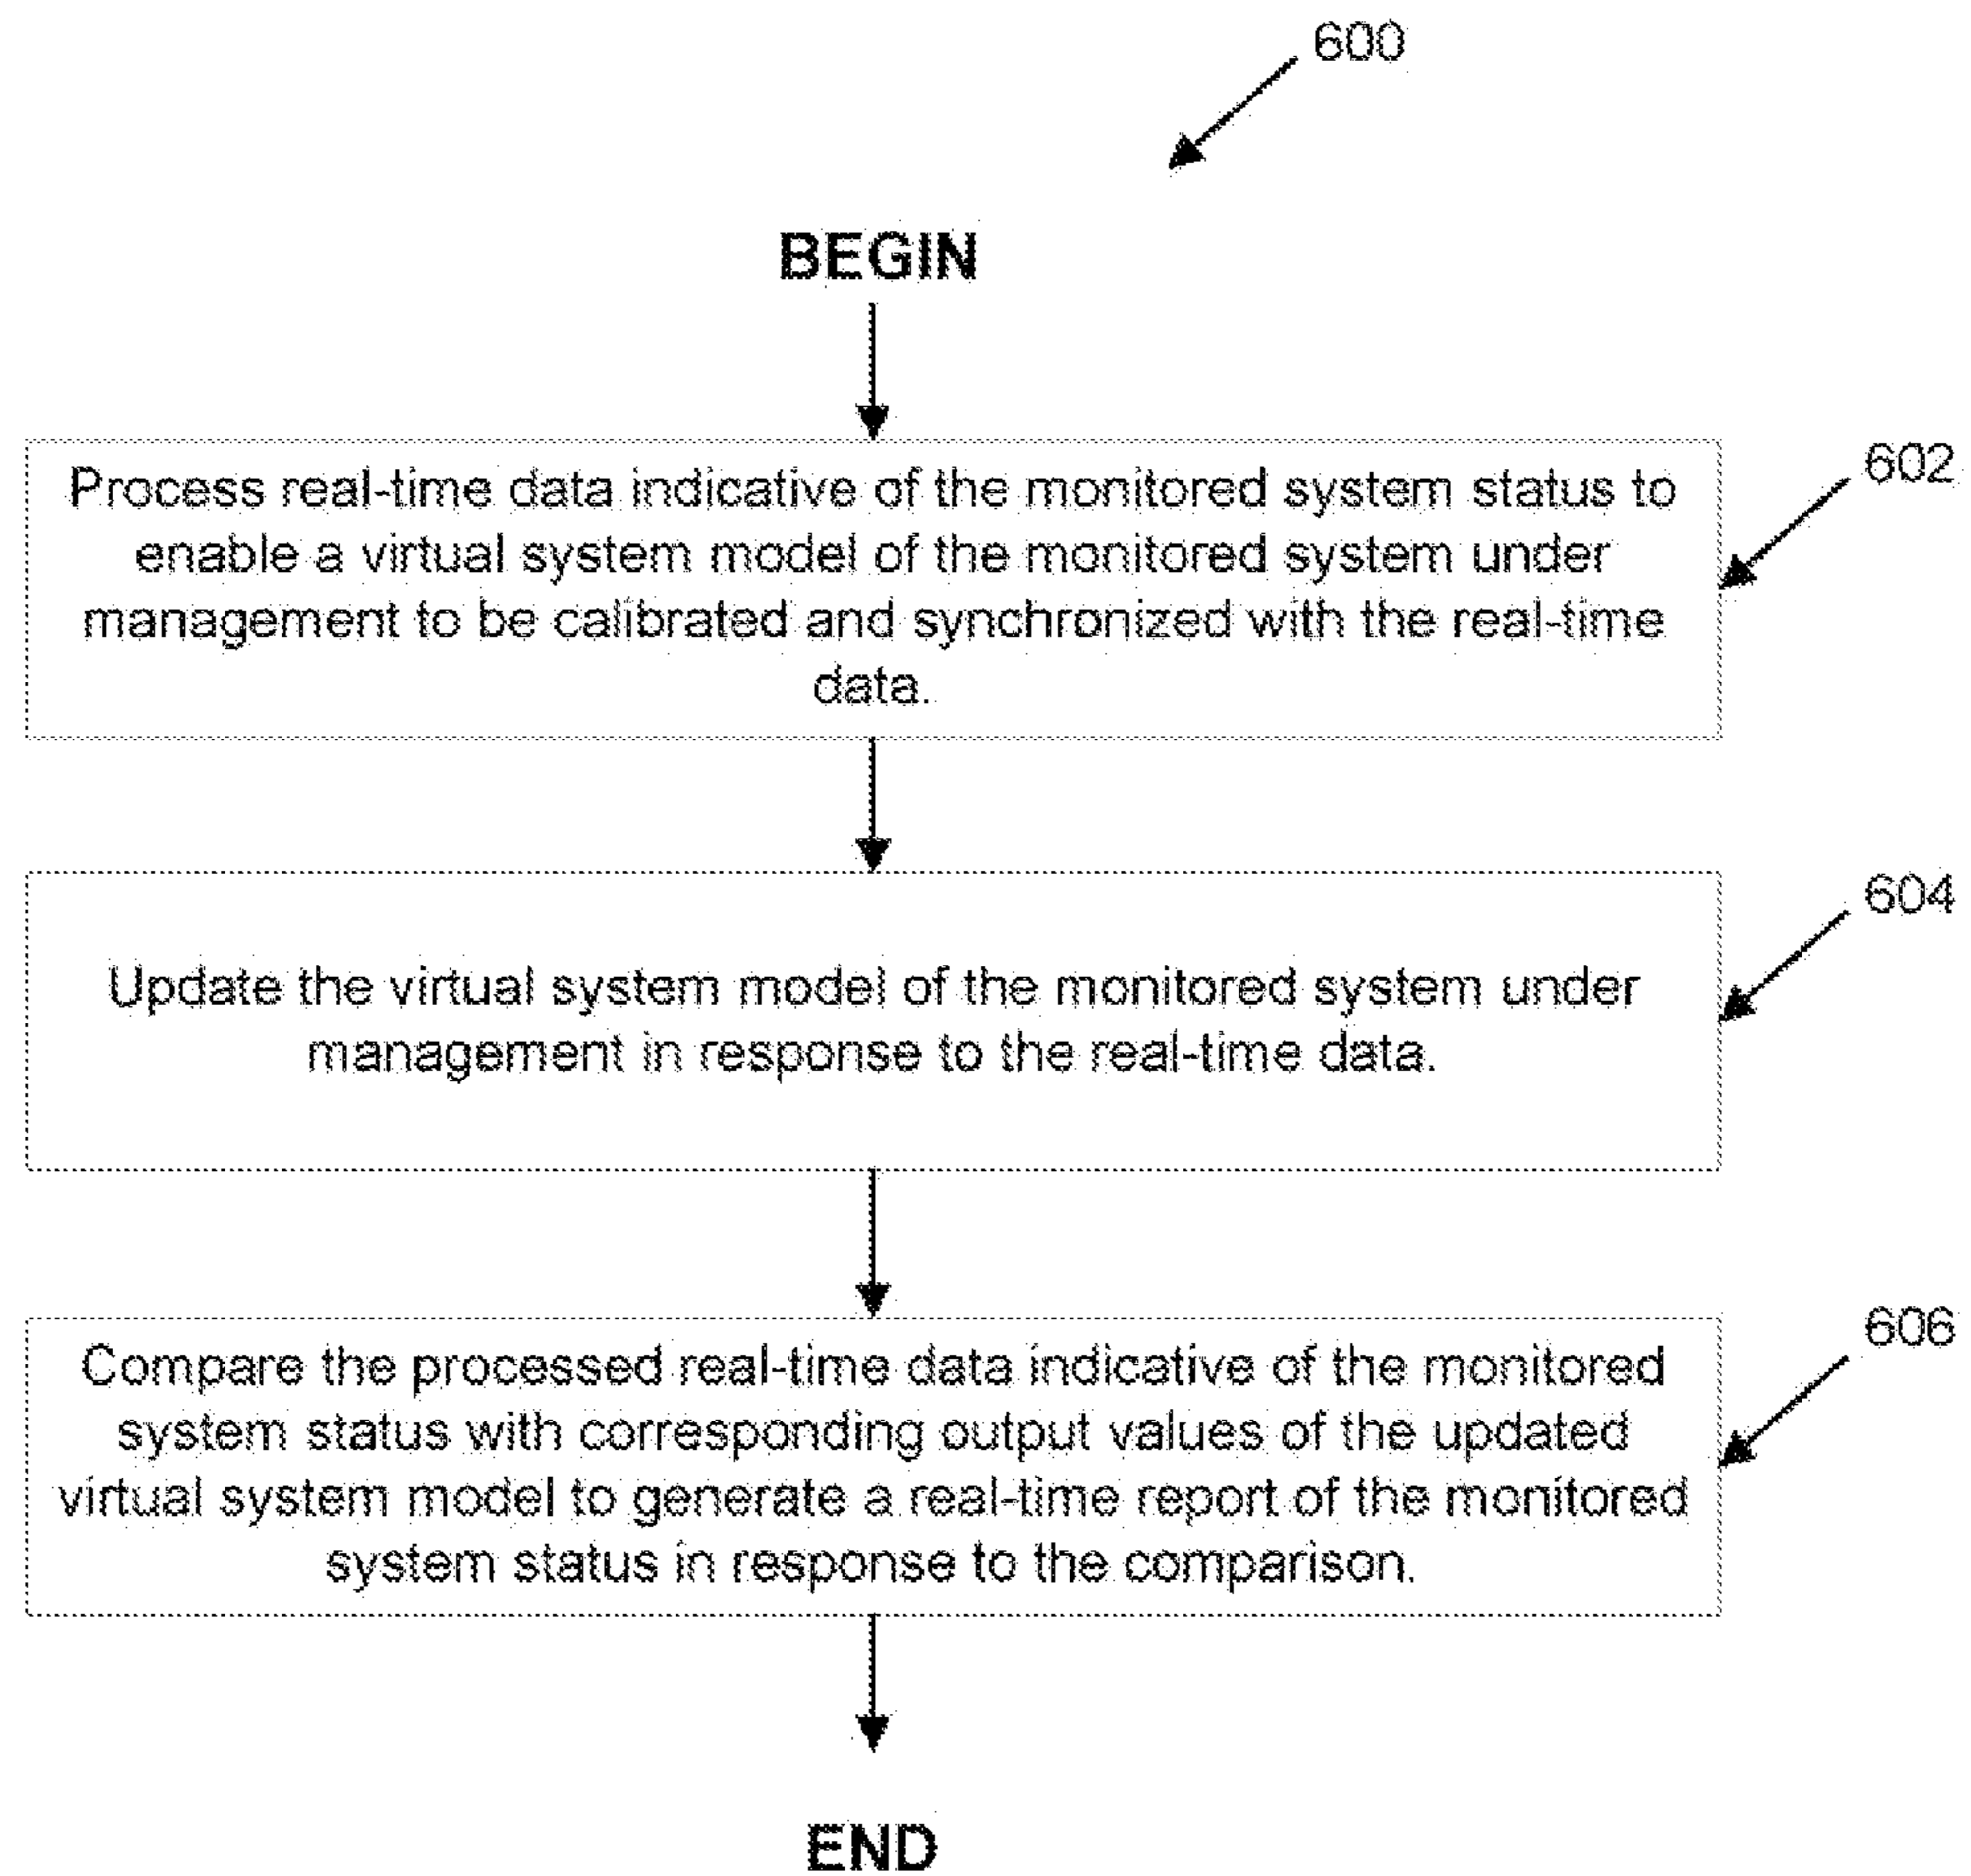 600
BEGIN
602
Process real-time data indicative of the monitored system status to
enable a virtual system model of the monitored system under
management to be calibrated and synchronized with the real-time
data.
604
Update the virtual system model of the monitored system under
management in response to the real-time data.
606
Compare the processed real-time data indicative of the monitored
system status with corresponding output values of the updated
virtual system model to generate a real-time report of the monitored
system status in response to the comparison.
END